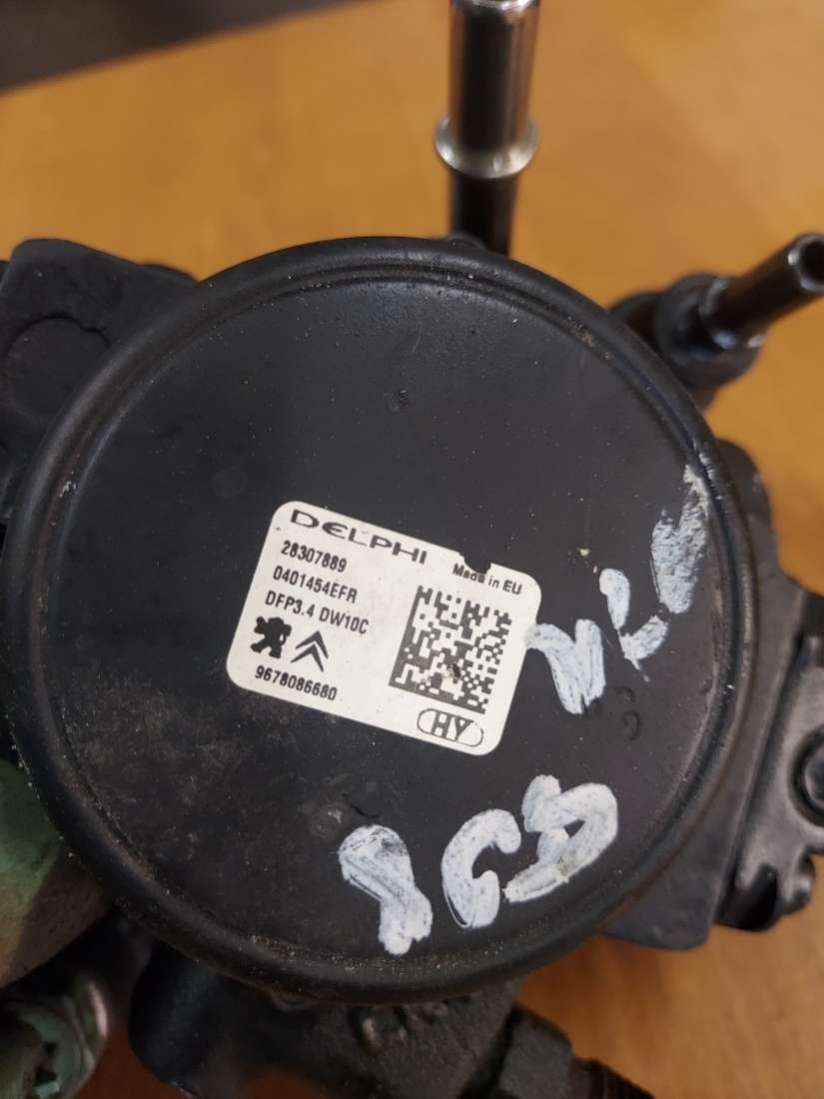 DELPHI
Made in EU
28307889
0401454EFR
DFP3.4 DW10C
9678086680
HY